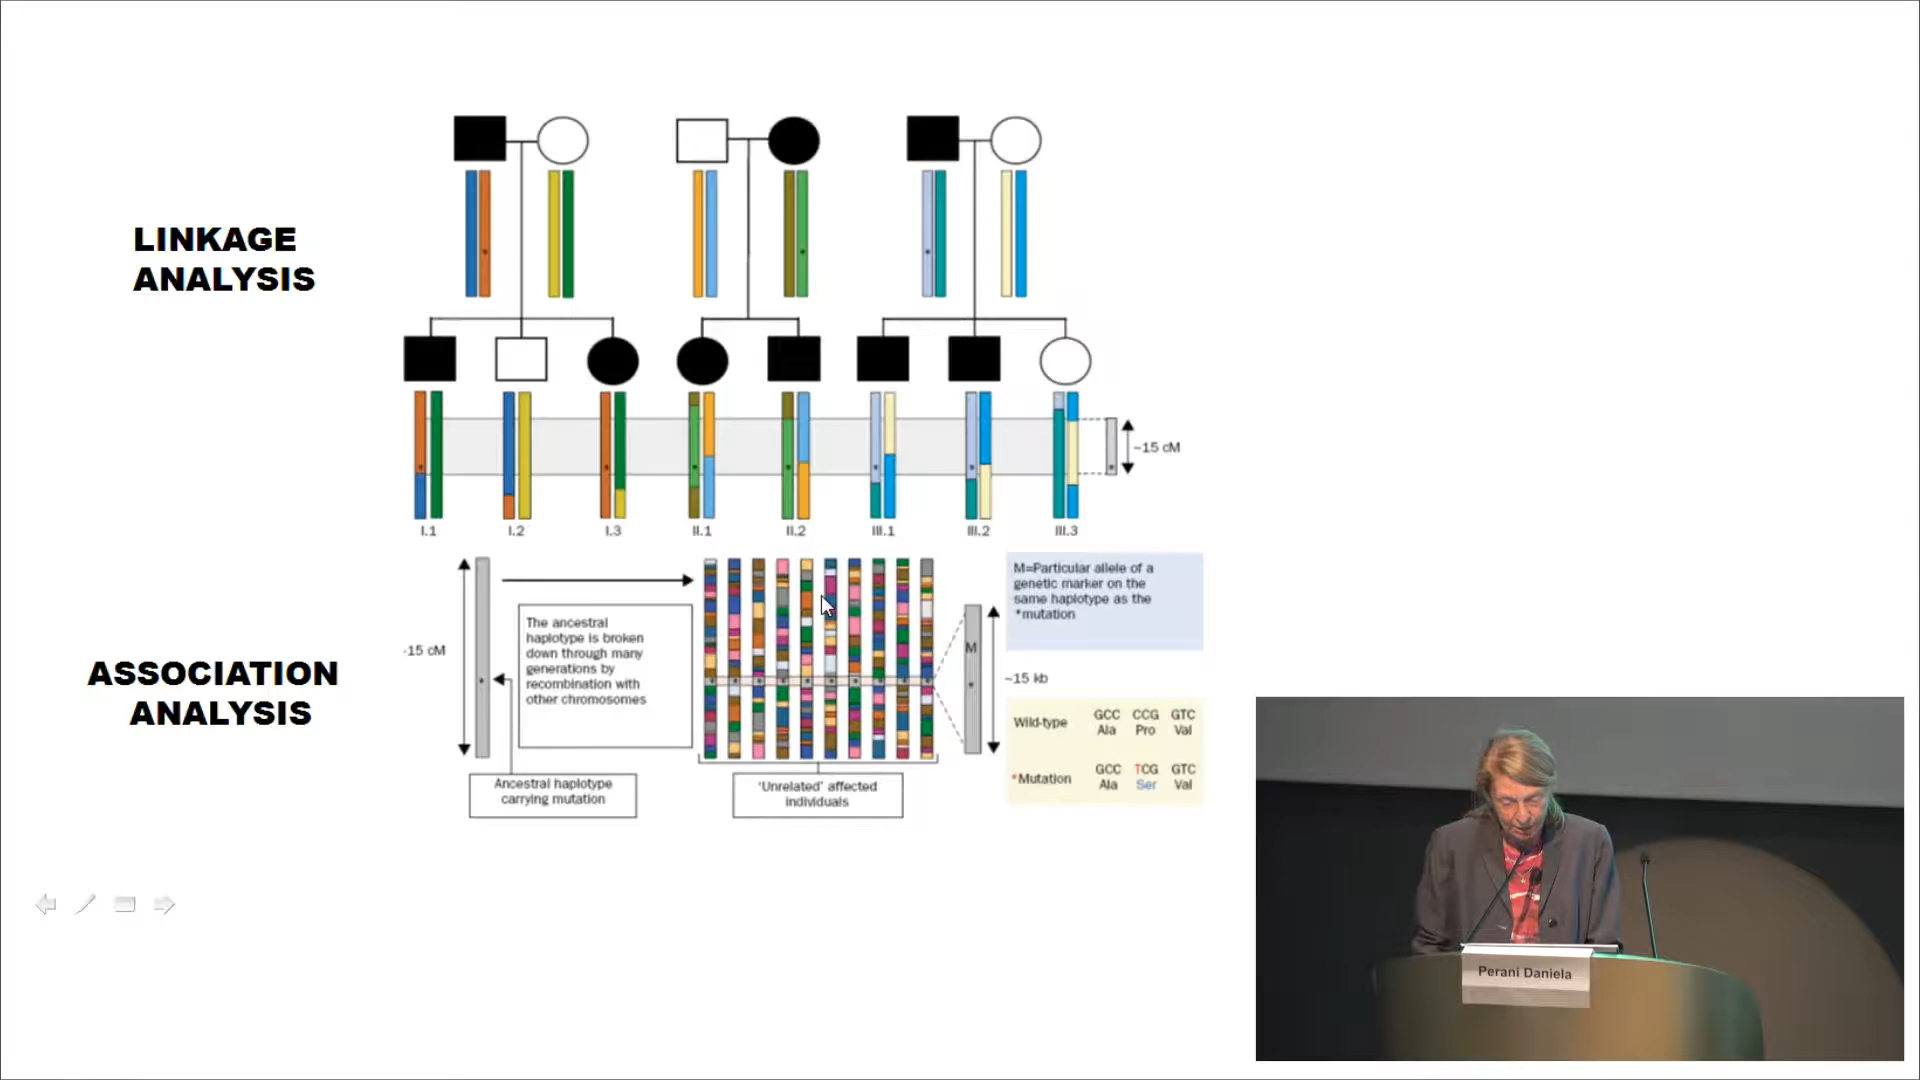 LINKAGE
ANALYSIS
~15 cM
I.1 I.2 I.3 II.1 II.2 III.1 III.2 III.3
ASSOCIATION
ANALYSIS
-15 cM
The ancestral
haplotype is broken
down through many
generations by
recombination with
other chromosomes
Ancestral haplotype
carrying mutation
'Unrelated' affected
individuals
M
~15 kb
M=Particular allele of a
genetic marker on the
same haplotype as the
*mutation
Wild-type GCC CCG GTC
Ala Pro Val
*Mutation GCC TCG GTC
Ala Ser Val
Perani Daniela